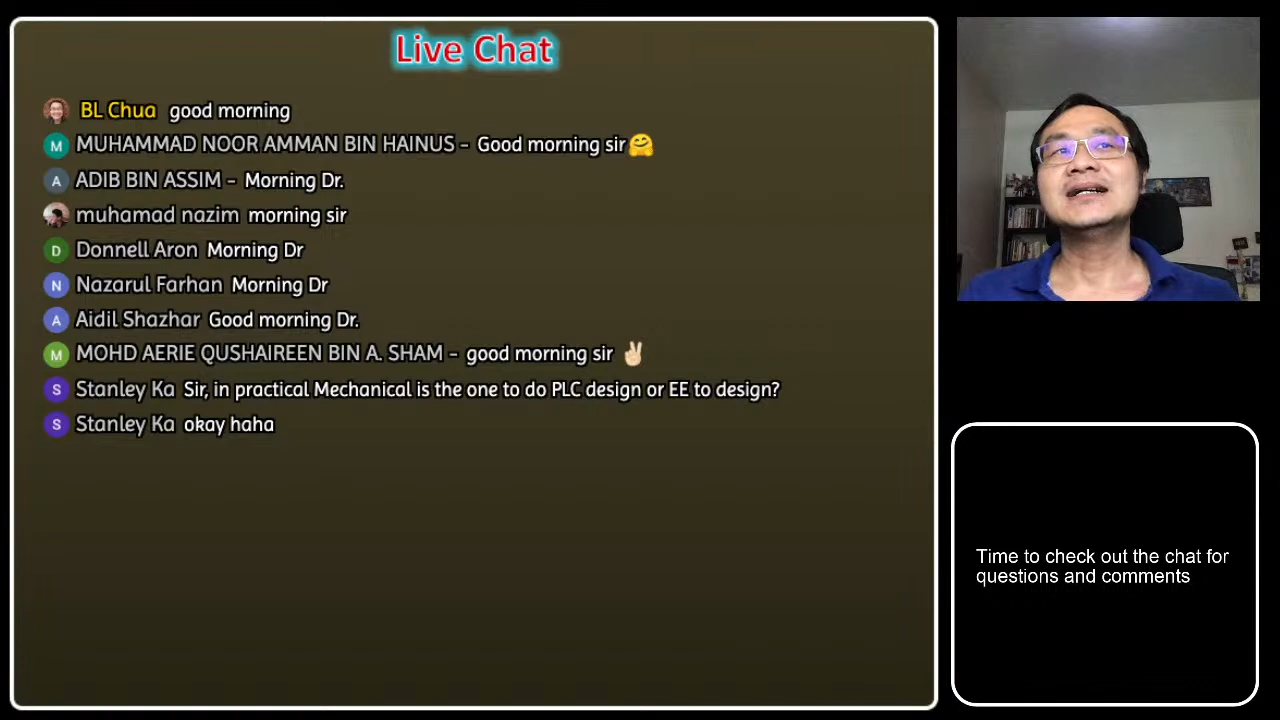 Live Chat
BL Chua good morning
M MUHAMMAD NOOR AMMAN BIN HAINUS - Good morning sir🤗
A ADIB BIN ASSIM - Morning Dr.
muhamad nazim morning sir
D Donnell Aron Morning Dr
N Nazarul Farhan Morning Dr
A Aidil Shazhar Good morning Dr.
M MOHD AERIE QUSHAIREEN BIN A. SHAM - good morning sir ✌🏻
S Stanley Ka Sir, in practical Mechanical is the one to do PLC design or EE to design?
S Stanley Ka okay haha
Time to check out the chat for
questions and comments